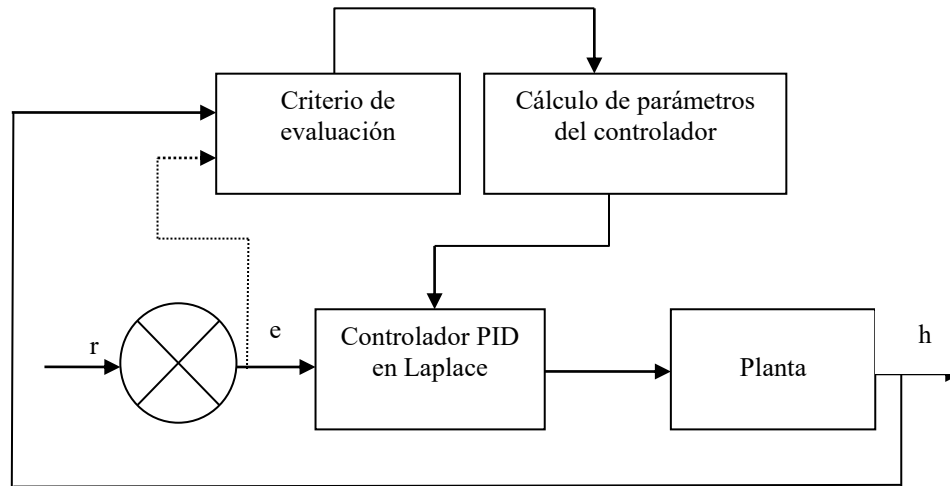 Criterio de
evaluación
Cálculo de parámetros
del controlador
r
e
Controlador PID
en Laplace
Planta
h